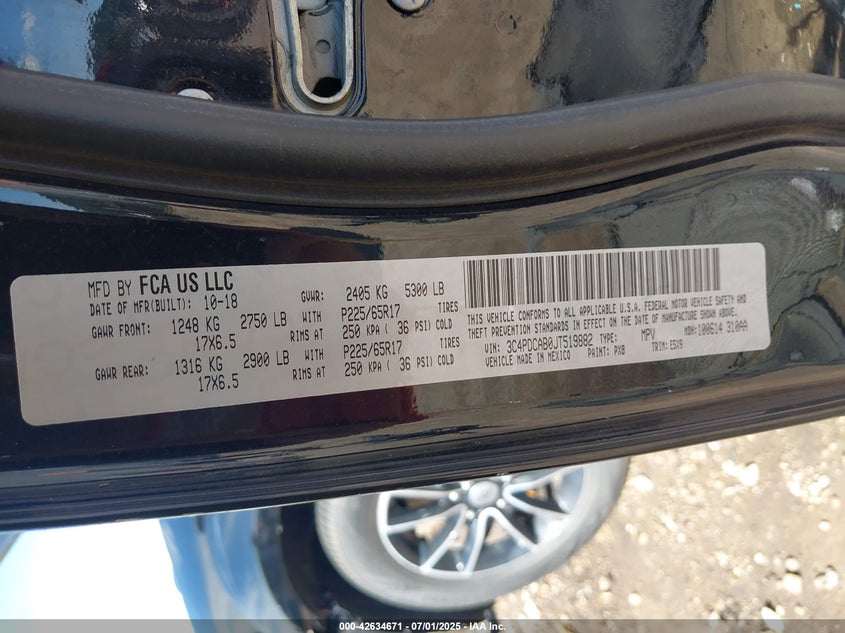 MFD BY FCA US LLC
DATE OF MFR(BUILT): 10-18 GVWR: 2405 KG 5300 LB
GAWR FRONT: 1248 KG 2750 LB WITH P225/65R17 TIRES
17X6.5 RIMS AT 250 KPA ( 36 PSI) COLD
GAWR REAR: 1316 KG 2900 LB WITH P225/65R17 TIRES
17X6.5 RIMS AT 250 KPA ( 36 PSI) COLD
THIS VEHICLE CONFORMS TO ALL APPLICABLE U.S.A. FEDERAL MOTOR VEHICLE SAFETY AND
THEFT PREVENTION STANDARDS IN EFFECT ON THE DATE OF MANUFACTURE SHOWN ABOVE.
VIN: 3C4PDCAB0JT519882 TYPE: MPV MDH:100614 310AA
VEHICLE MADE IN MEXICO PAINT: PX8 TRIM: E5J9
000-42634671 - 07/01/2025 - IAA Inc.